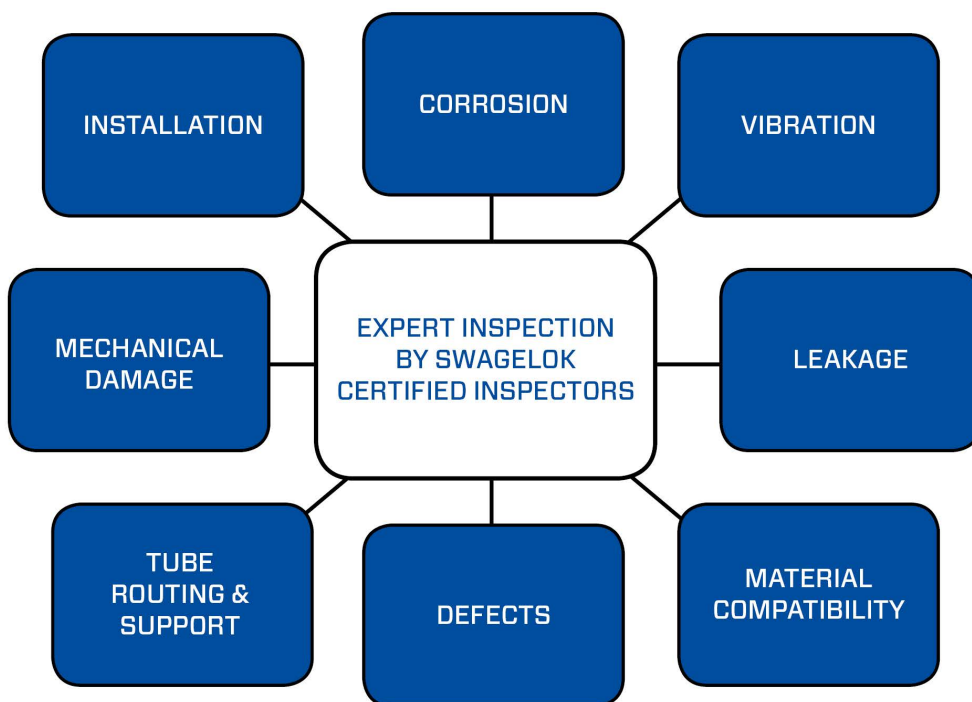 INSTALLATION
CORROSION
VIBRATION
MECHANICAL
DAMAGE
EXPERT INSPECTION
BY SWAGELOK
CERTIFIED INSPECTORS
LEAKAGE
TUBE
ROUTING &
SUPPORT
DEFECTS
MATERIAL
COMPATIBILITY